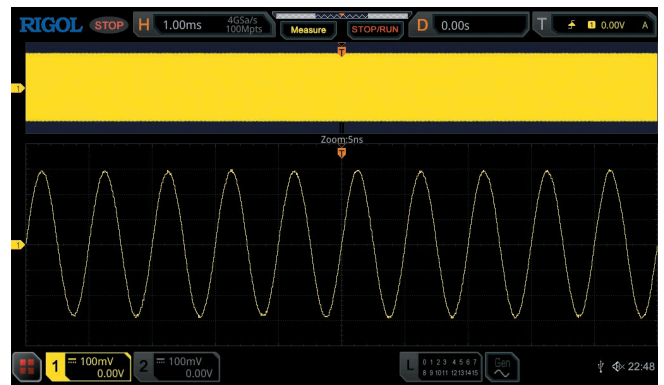 RIGOL STOP H 1.00ms 4GSa/s 100Mpts Measure STOP/RUN D 0.00s T 1 0.00V A
T
1
Zoom:5ns
T
1
1 100mV 0.00V 2 100mV 0.00V L 0 1 2 3 4 5 6 7 8 9 10 11 12 13 14 15 Gen 22:48